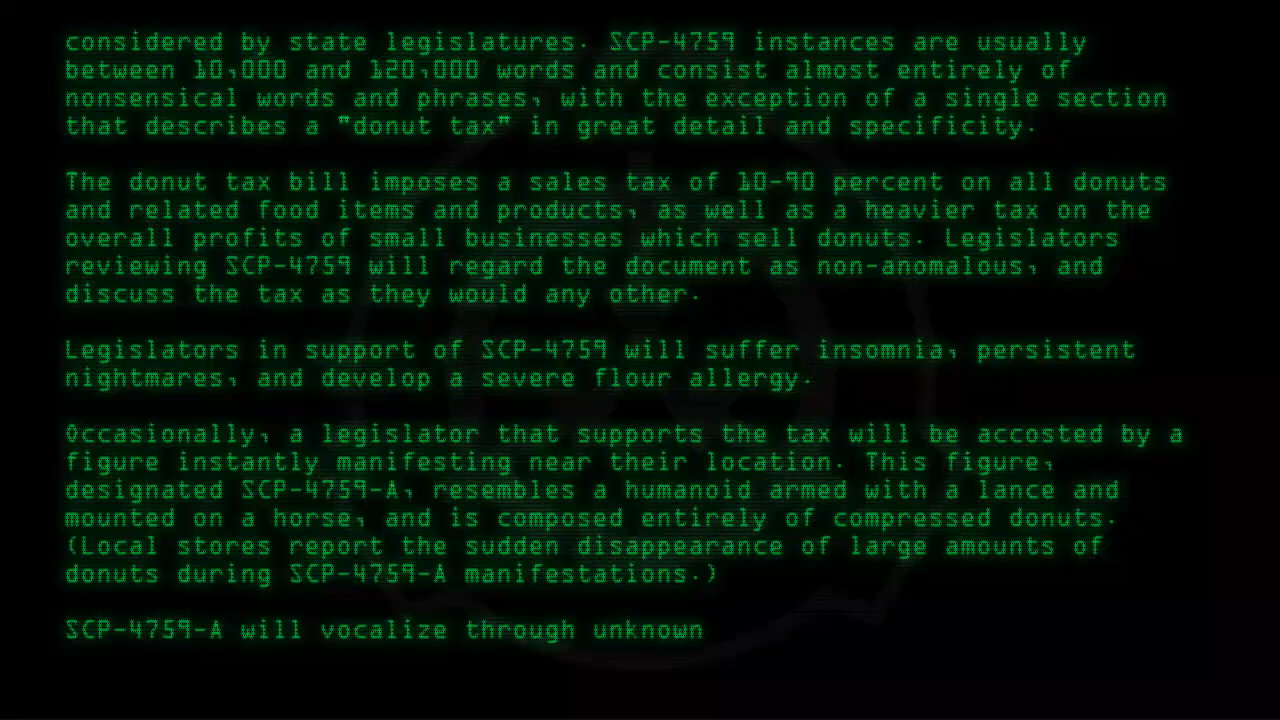 considered by state legislatures. SCP-4759 instances are usually
between 10,000 and 120,000 words and consist almost entirely of
nonsensical words and phrases, with the exception of a single section
that describes a "donut tax" in great detail and specificity.
The donut tax bill imposes a sales tax of 10-90 percent on all donuts
and related food items and products, as well as a heavier tax on the
overall profits of small businesses which sell donuts. Legislators
reviewing SCP-4759 will regard the document as non-anomalous, and
discuss the tax as they would any other.
Legislators in support of SCP-4759 will suffer insomnia, persistent
nightmares, and develop a severe flour allergy.
Occasionally, a legislator that supports the tax will be accosted by a
figure instantly manifesting near their location. This figure,
designated SCP-4759-A, resembles a humanoid armed with a lance and
mounted on a horse, and is composed entirely of compressed donuts.
(Local stores report the sudden disappearance of large amounts of
donuts during SCP-4759-A manifestations.)
SCP-4759-A will vocalize through unknown